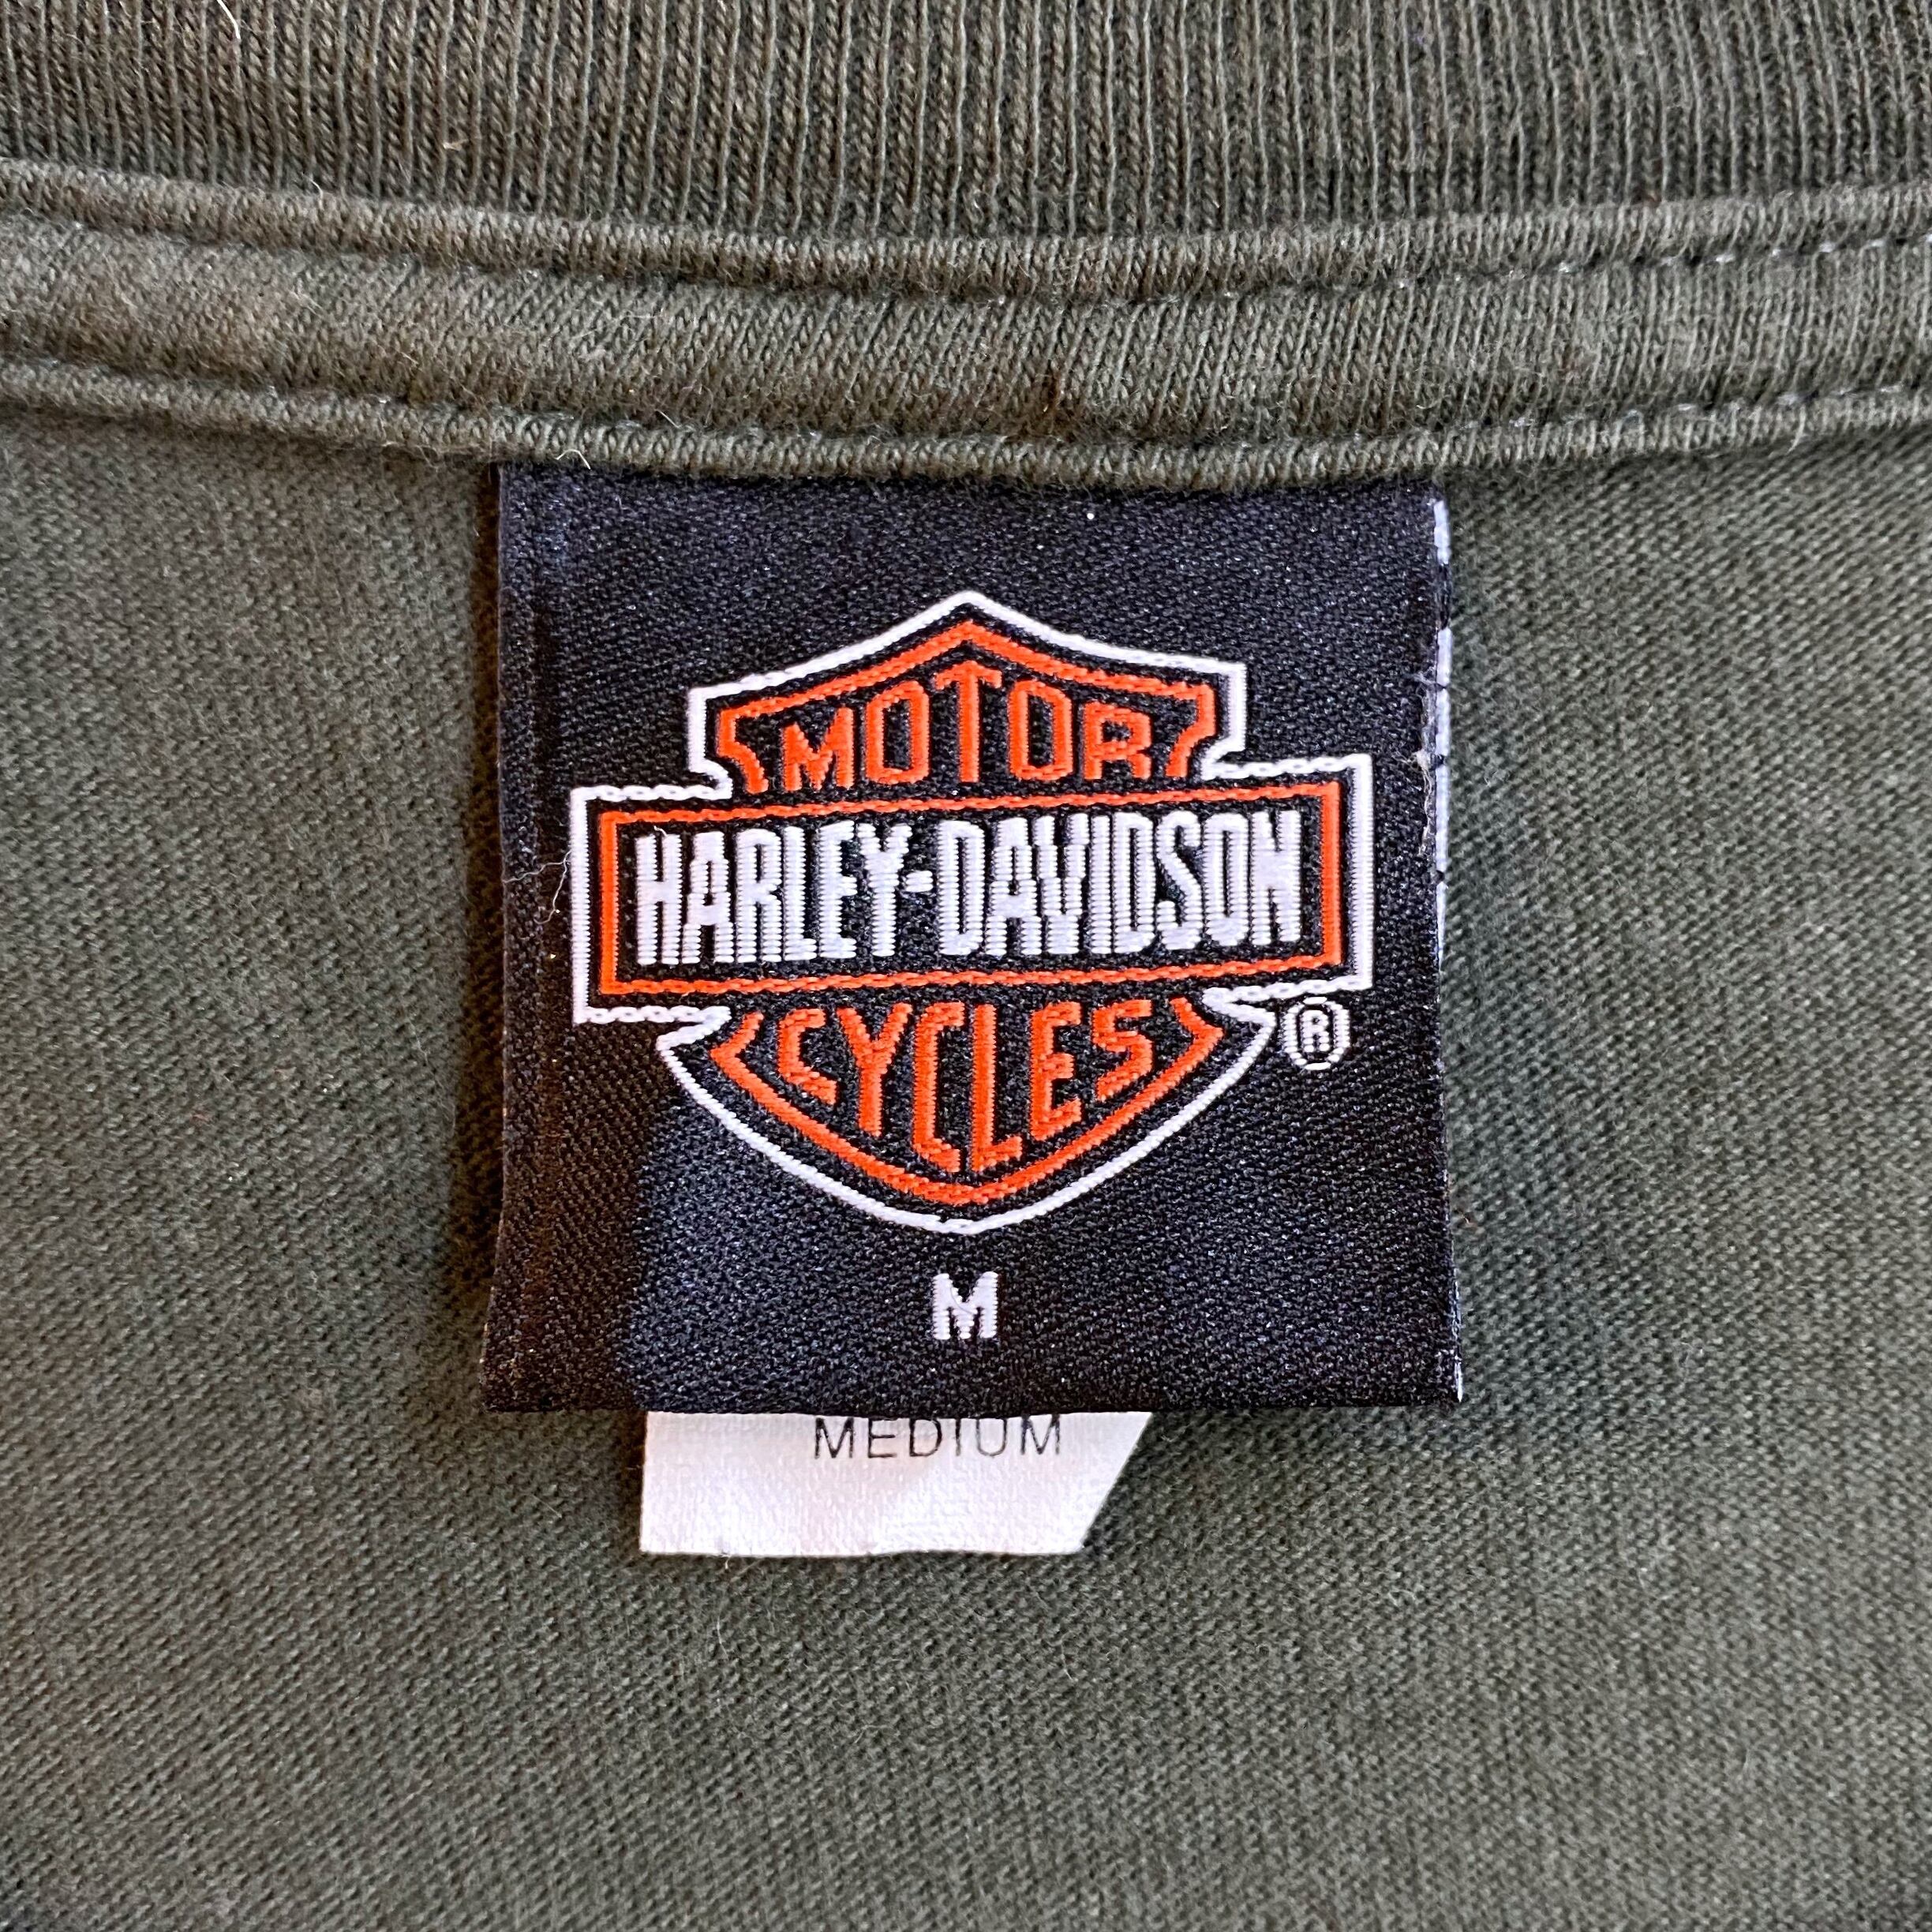 MOTOR
HARLEY-DAVIDSON
CYCLES
®
M
MEDIUM